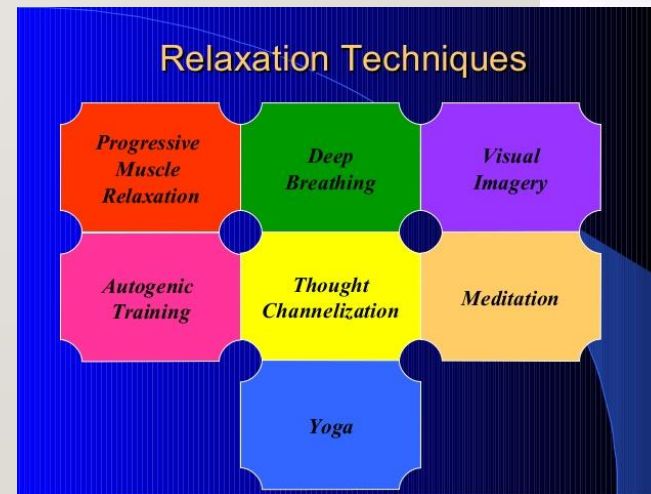 Relaxation Techniques
Progressive
Muscle
Relaxation
Deep
Breathing
Visual
Imagery
Autogenic
Training
Thought
Channelization
Meditation
Yoga